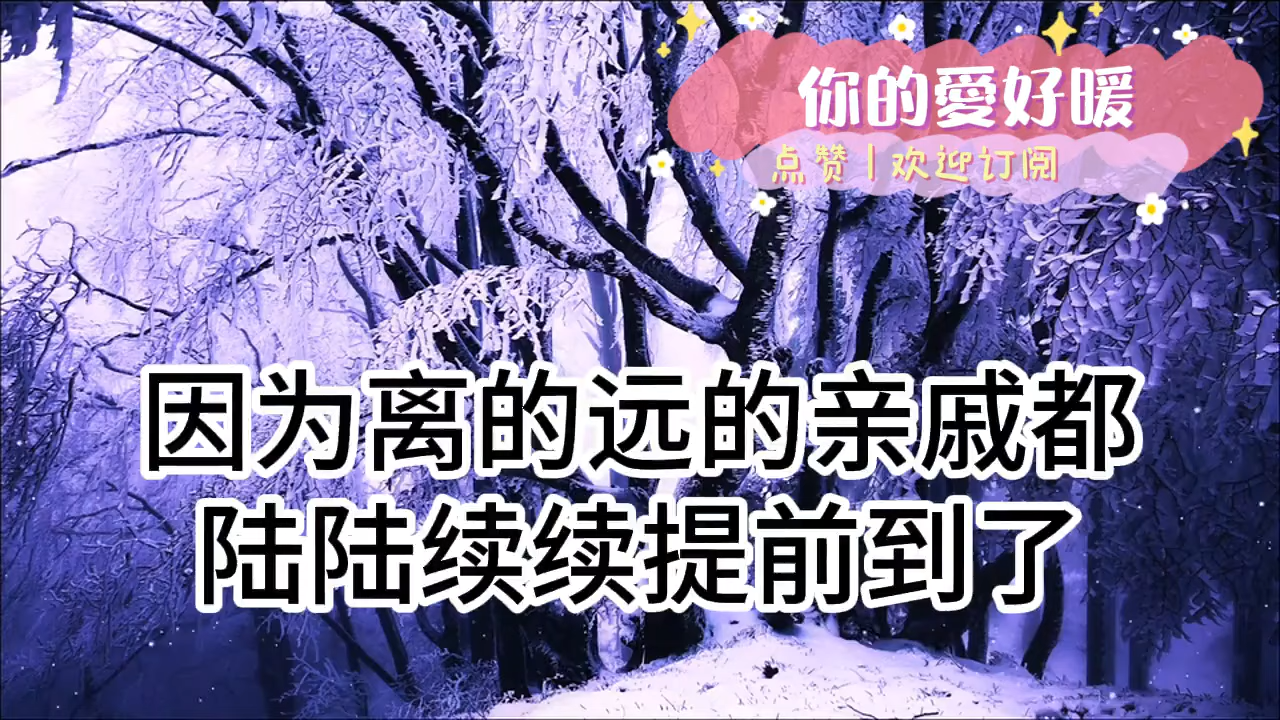 你的愛好暖
点赞 | 欢迎订阅
因为离的远的亲戚都
陆陆续续提前到了